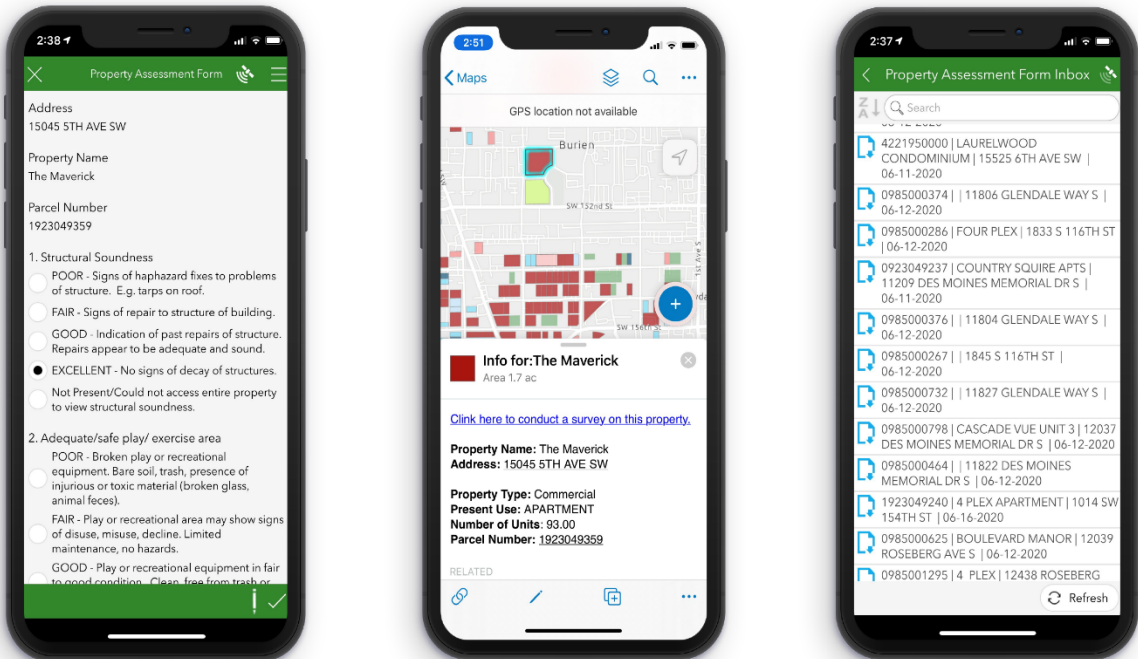 2:38
Property Assessment Form
Address
15045 5TH AVE SW
Property Name
The Maverick
Parcel Number
1923049359
1. Structural Soundness
POOR - Signs of haphazard fixes to problems
of structure. E.g. tarps on roof.
FAIR - Signs of repair to structure of building.
GOOD - Indication of past repairs of structure.
Repairs appear to be adequate and sound.
EXCELLENT - No signs of decay of structures.
Not Present/Could not access entire property
to view structural soundness.
2. Adequate/safe play/ exercise area
POOR - Broken play or recreational
equipment. Bare soil, trash, presence of
injurious or toxic material (broken glass,
animal feces).
FAIR - Play or recreational area may show signs
of disuse, misuse, decline. Limited
maintenance, no hazards.
GOOD - Play or recreational equipment in fair
to good condition. Clean, free from trash or
2:51
Maps
GPS location not available
Burien
SW 152nd St
1st Ave S
SW 156th St
Info for:The Maverick
Area 1.7 ac
Clink here to conduct a survey on this property.
Property Name: The Maverick
Address: 15045 5TH AVE SW
Property Type: Commercial
Present Use: APARTMENT
Number of Units: 93.00
Parcel Number: 1923049359
RELATED
2:37
Property Assessment Form Inbox
Z
A
Search
06-12-2020
4221950000 | LAURELWOOD
CONDOMINIUM | 15525 6TH AVE SW |
06-11-2020
0985000374 | | 11806 GLENDALE WAY S |
06-12-2020
0985000286 | FOUR PLEX | 1833 S 116TH ST
| 06-12-2020
0923049237 | COUNTRY SQUIRE APTS |
11209 DES MOINES MEMORIAL DR S |
06-11-2020
0985000376 | | 11804 GLENDALE WAY S |
06-12-2020
0985000267 | | 1845 S 116TH ST |
06-12-2020
0985000732 | | 11827 GLENDALE WAY S |
06-12-2020
0985000798 | CASCADE VUE UNIT 3 | 12037
DES MOINES MEMORIAL DR S | 06-12-2020
0985000464 | | 11822 DES MOINES
MEMORIAL DR S | 06-12-2020
1923049240 | 4 PLEX APARTMENT | 1014 SW
154TH ST | 06-16-2020
0985000625 | BOULEVARD MANOR | 12039
ROSEBERG AVE S | 06-12-2020
0985001295 | 4 PLEX | 12438 ROSEBERG
Refresh